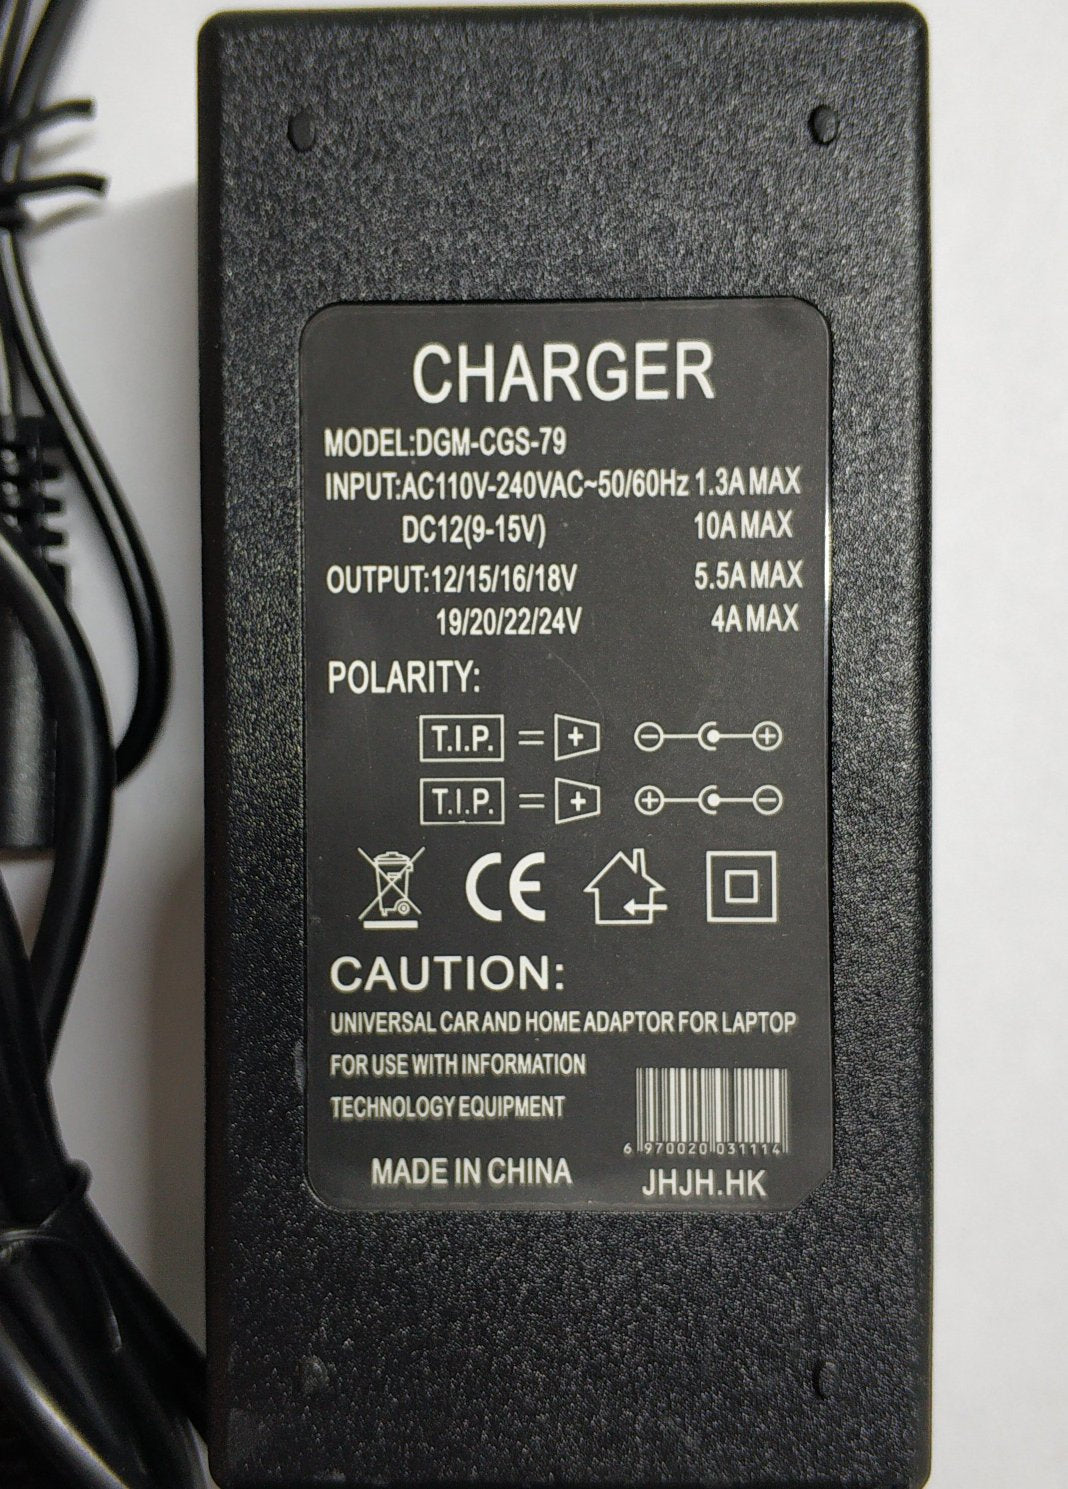 CHARGER
MODEL:DGM-CGS-79
INPUT:AC110V-240VAC~50/60Hz 1.3A MAX
DC12(9-15V) 10A MAX
OUTPUT:12/15/16/18V 5.5A MAX
19/20/22/24V 4A MAX
POLARITY:
T.I.P. = + - +
T.I.P. = + + -
CE
CAUTION:
UNIVERSAL CAR AND HOME ADAPTOR FOR LAPTOP
FOR USE WITH INFORMATION
TECHNOLOGY EQUIPMENT
6 970020 031114
MADE IN CHINA JHJH.HK